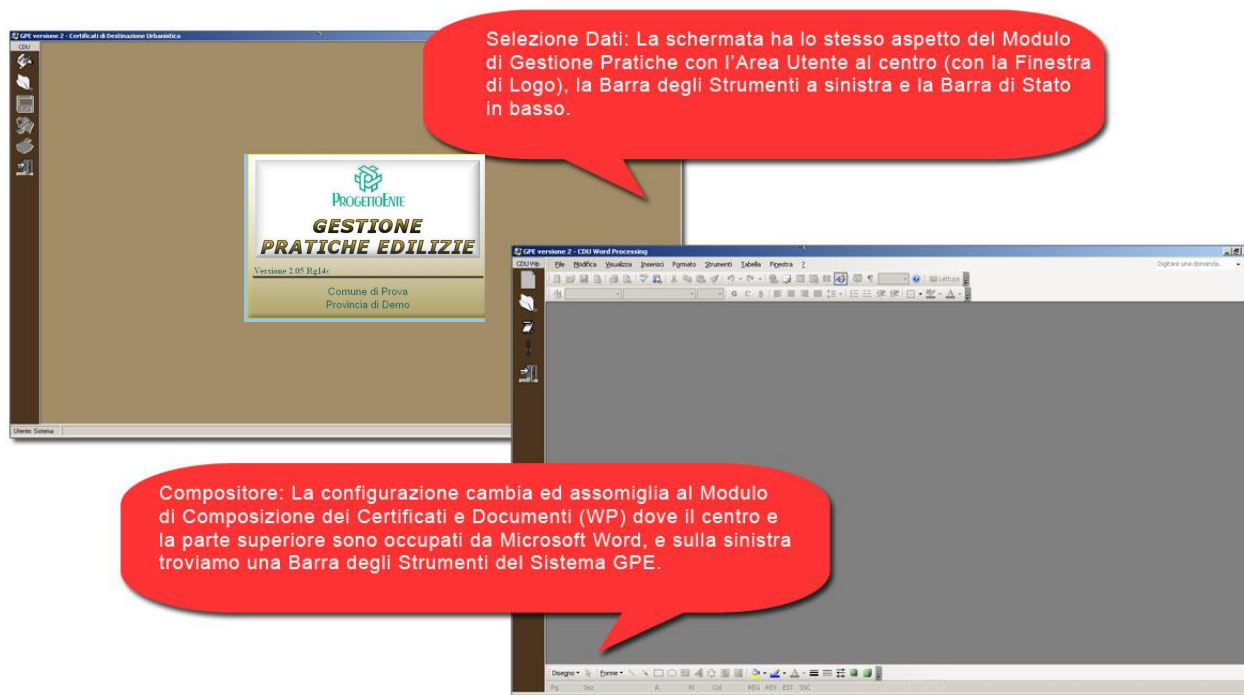 GPE versione 2 - Certificati di Destinazione Urbanistica
CDU
Selezione Dati: La schermata ha lo stesso aspetto del Modulo
di Gestione Pratiche con l'Area Utente al centro (con la Finestra
di Logo), la Barra degli Strumenti a sinistra e la Barra di Stato
in basso.
PROGETTOENTE
GESTIONE
PRATICHE EDILIZIE
Versione 2.05 Rg14c
Comune di Prova
Provincia di Demo
Utente: Sistema
GPE versione 2 - CDU Word Processing
CDU Wp File Modifica Visualizza Inserisci Formato Strumenti Tabella Finestra ? Digitare una domanda.
Lettura
G C S
Compositore: La configurazione cambia ed assomiglia al Modulo
di Composizione dei Certificati e Documenti (WP) dove il centro e
la parte superiore sono occupati da Microsoft Word, e sulla sinistra
troviamo una Barra degli Strumenti del Sistema GPE.
Disegno Forme
Pg Sez A Ri Col REG REV EST SSC